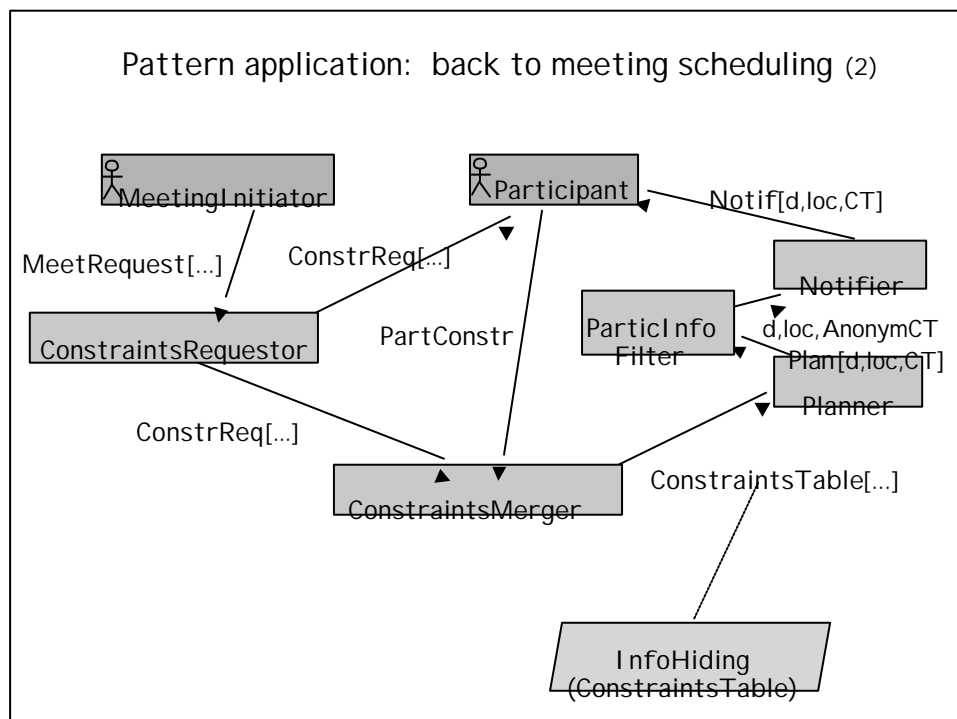 Pattern application: back to meeting scheduling (2)
MeetingInitiator
Participant
Notif[d,loc,CT]
MeetRequest[...]
ConstrReq[...]
Notifier
ConstraintsRequestor
PartConstr
ParticInfo
Filter
d,loc,AnonymCT
Plan[d,loc,CT]
Planner
ConstrReq[...]
ConstraintsMerger
ConstraintsTable[...]
InfoHiding
(ConstraintsTable)